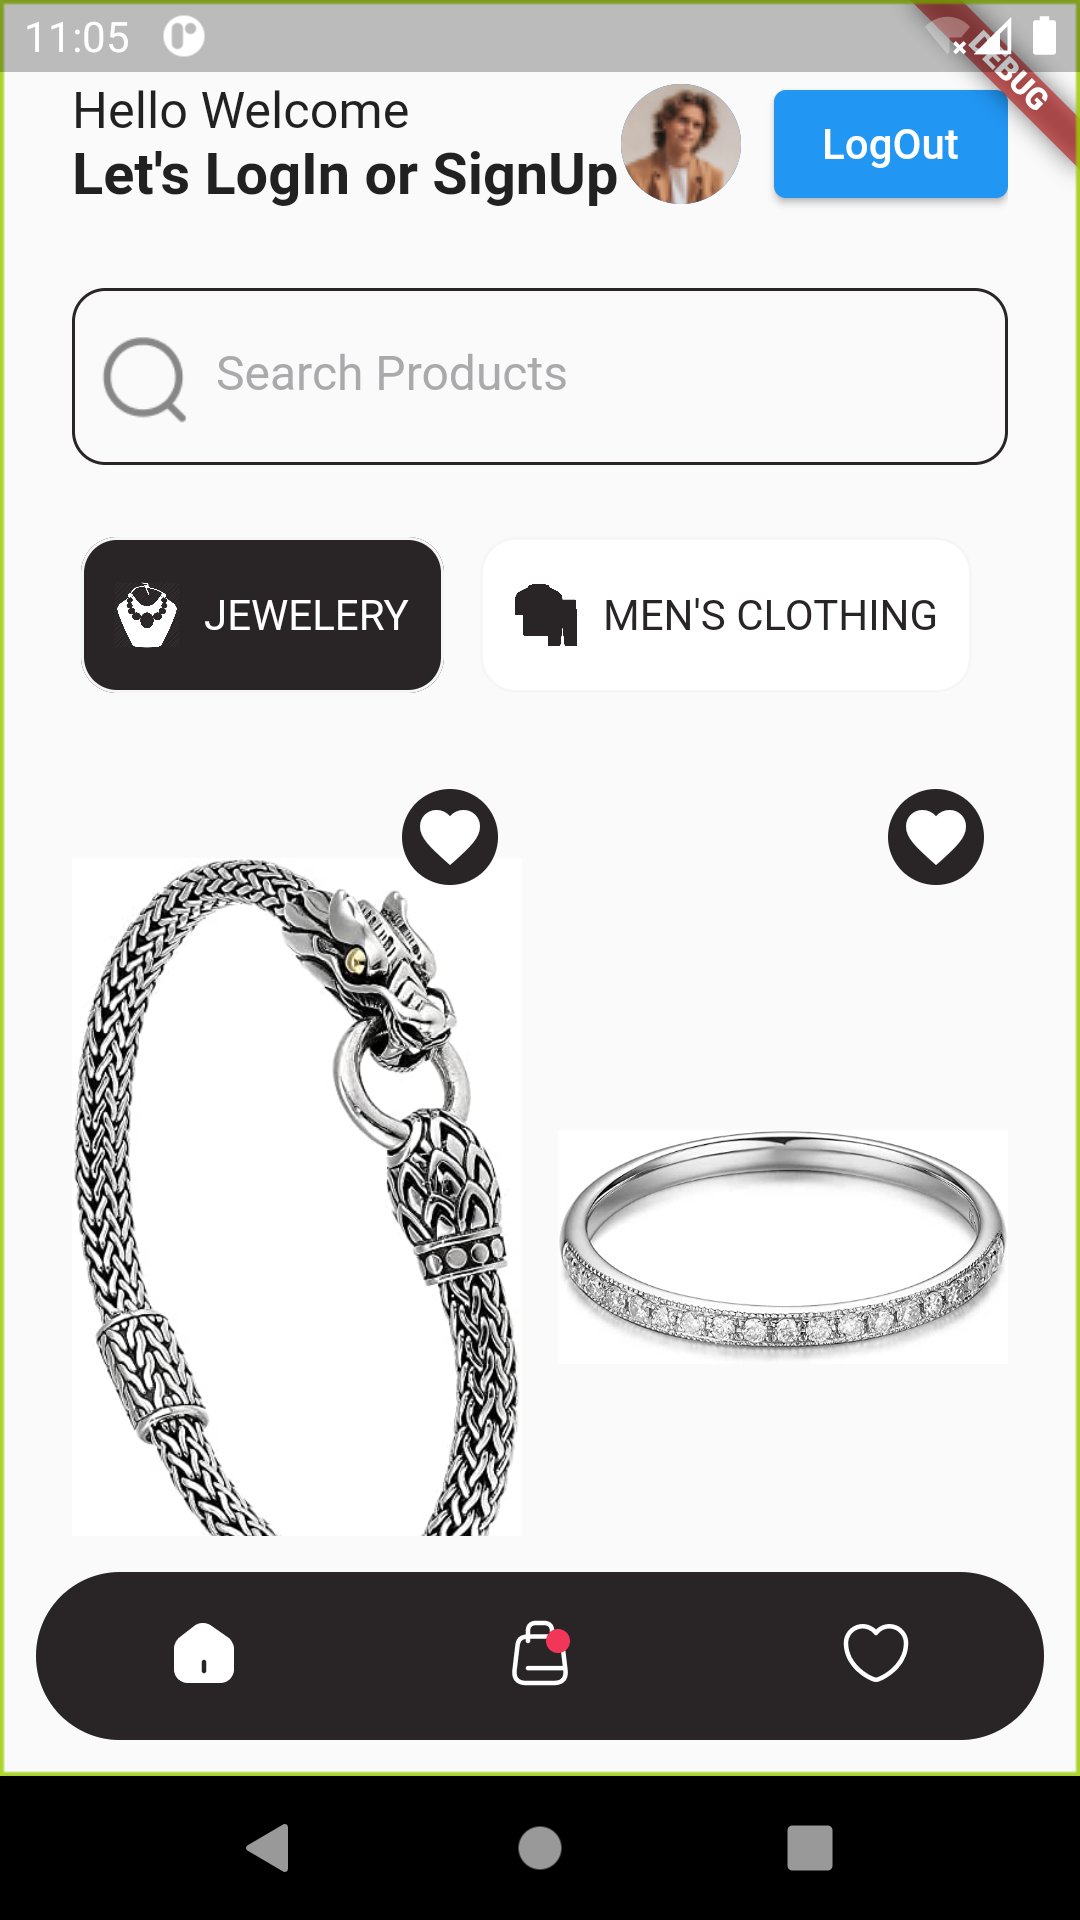 11:05
DEBUG
Hello Welcome
Let's LogIn or SignUp
LogOut
Search Products
JEWELERY
MEN'S CLOTHING